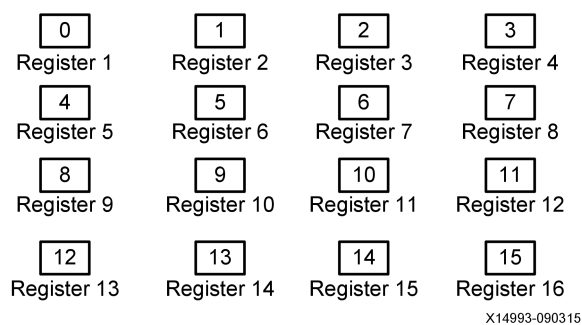 0 1 2 3
Register 1 Register 2 Register 3 Register 4
4 5 6 7
Register 5 Register 6 Register 7 Register 8
8 9 10 11
Register 9 Register 10 Register 11 Register 12
12 13 14 15
Register 13 Register 14 Register 15 Register 16
X14993-090315